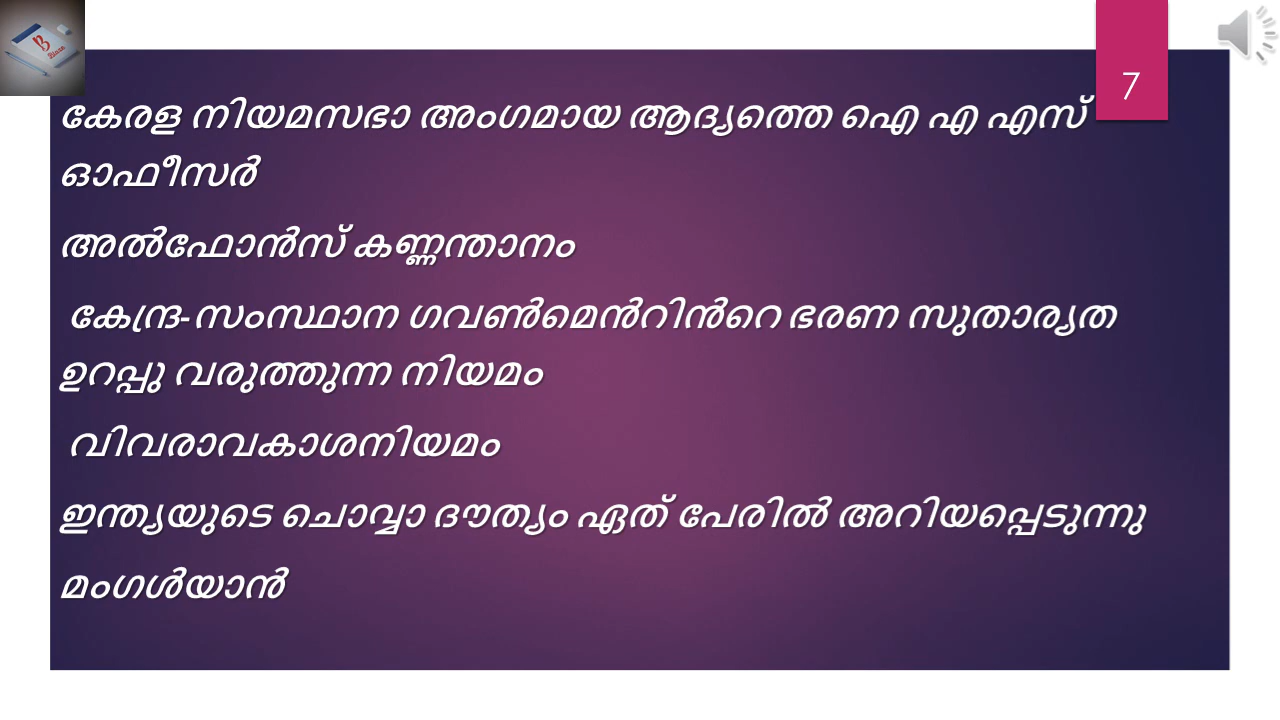 7
കേരള നിയമസഭാ അംഗമായ ആദ്യത്തെ ഐ എ എസ്
ഓഫീസർ
അൽഫോൻസ് കണ്ണന്താനം
കേന്ദ്ര-സംസ്ഥാന ഗവൺമെൻറിൻറെ ഭരണ സുതാര്യത
ഉറപ്പു വരുത്തുന്ന നിയമം
വിവരാവകാശനിയമം
ഇന്ത്യയുടെ ചൊവ്വാ ദൗത്യം ഏത് പേരിൽ അറിയപ്പെടുന്നു
മംഗൾയാൻ